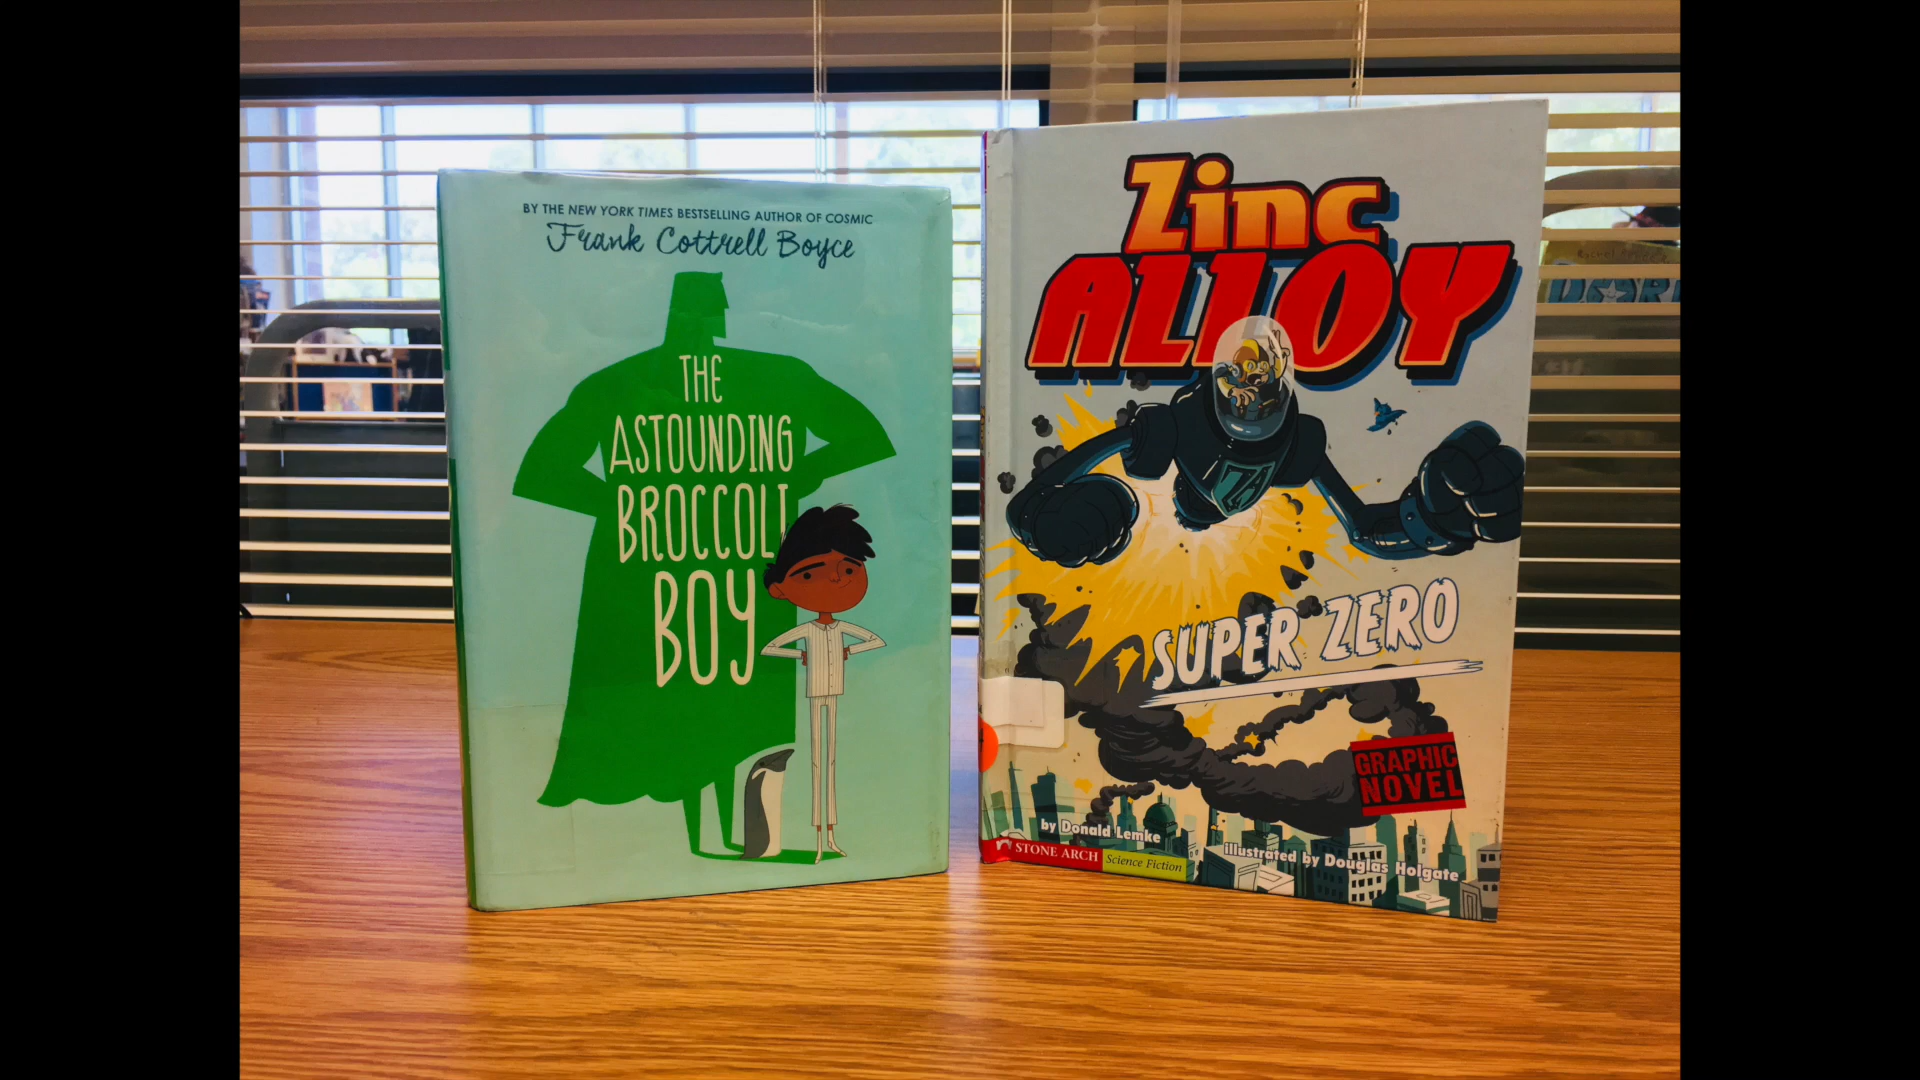 BY THE NEW YORK TIMES BESTSELLING AUTHOR OF COSMIC
Frank Cottrell Boyce
THE
ASTOUNDING
BROCCOLI
BOY
Zinc
ALLOY
ZA
SUPER ZERO
GRAPHIC
NOVEL
by Donald Lemke
STONE ARCH
Science Fiction
illustrated by Douglas Holgate